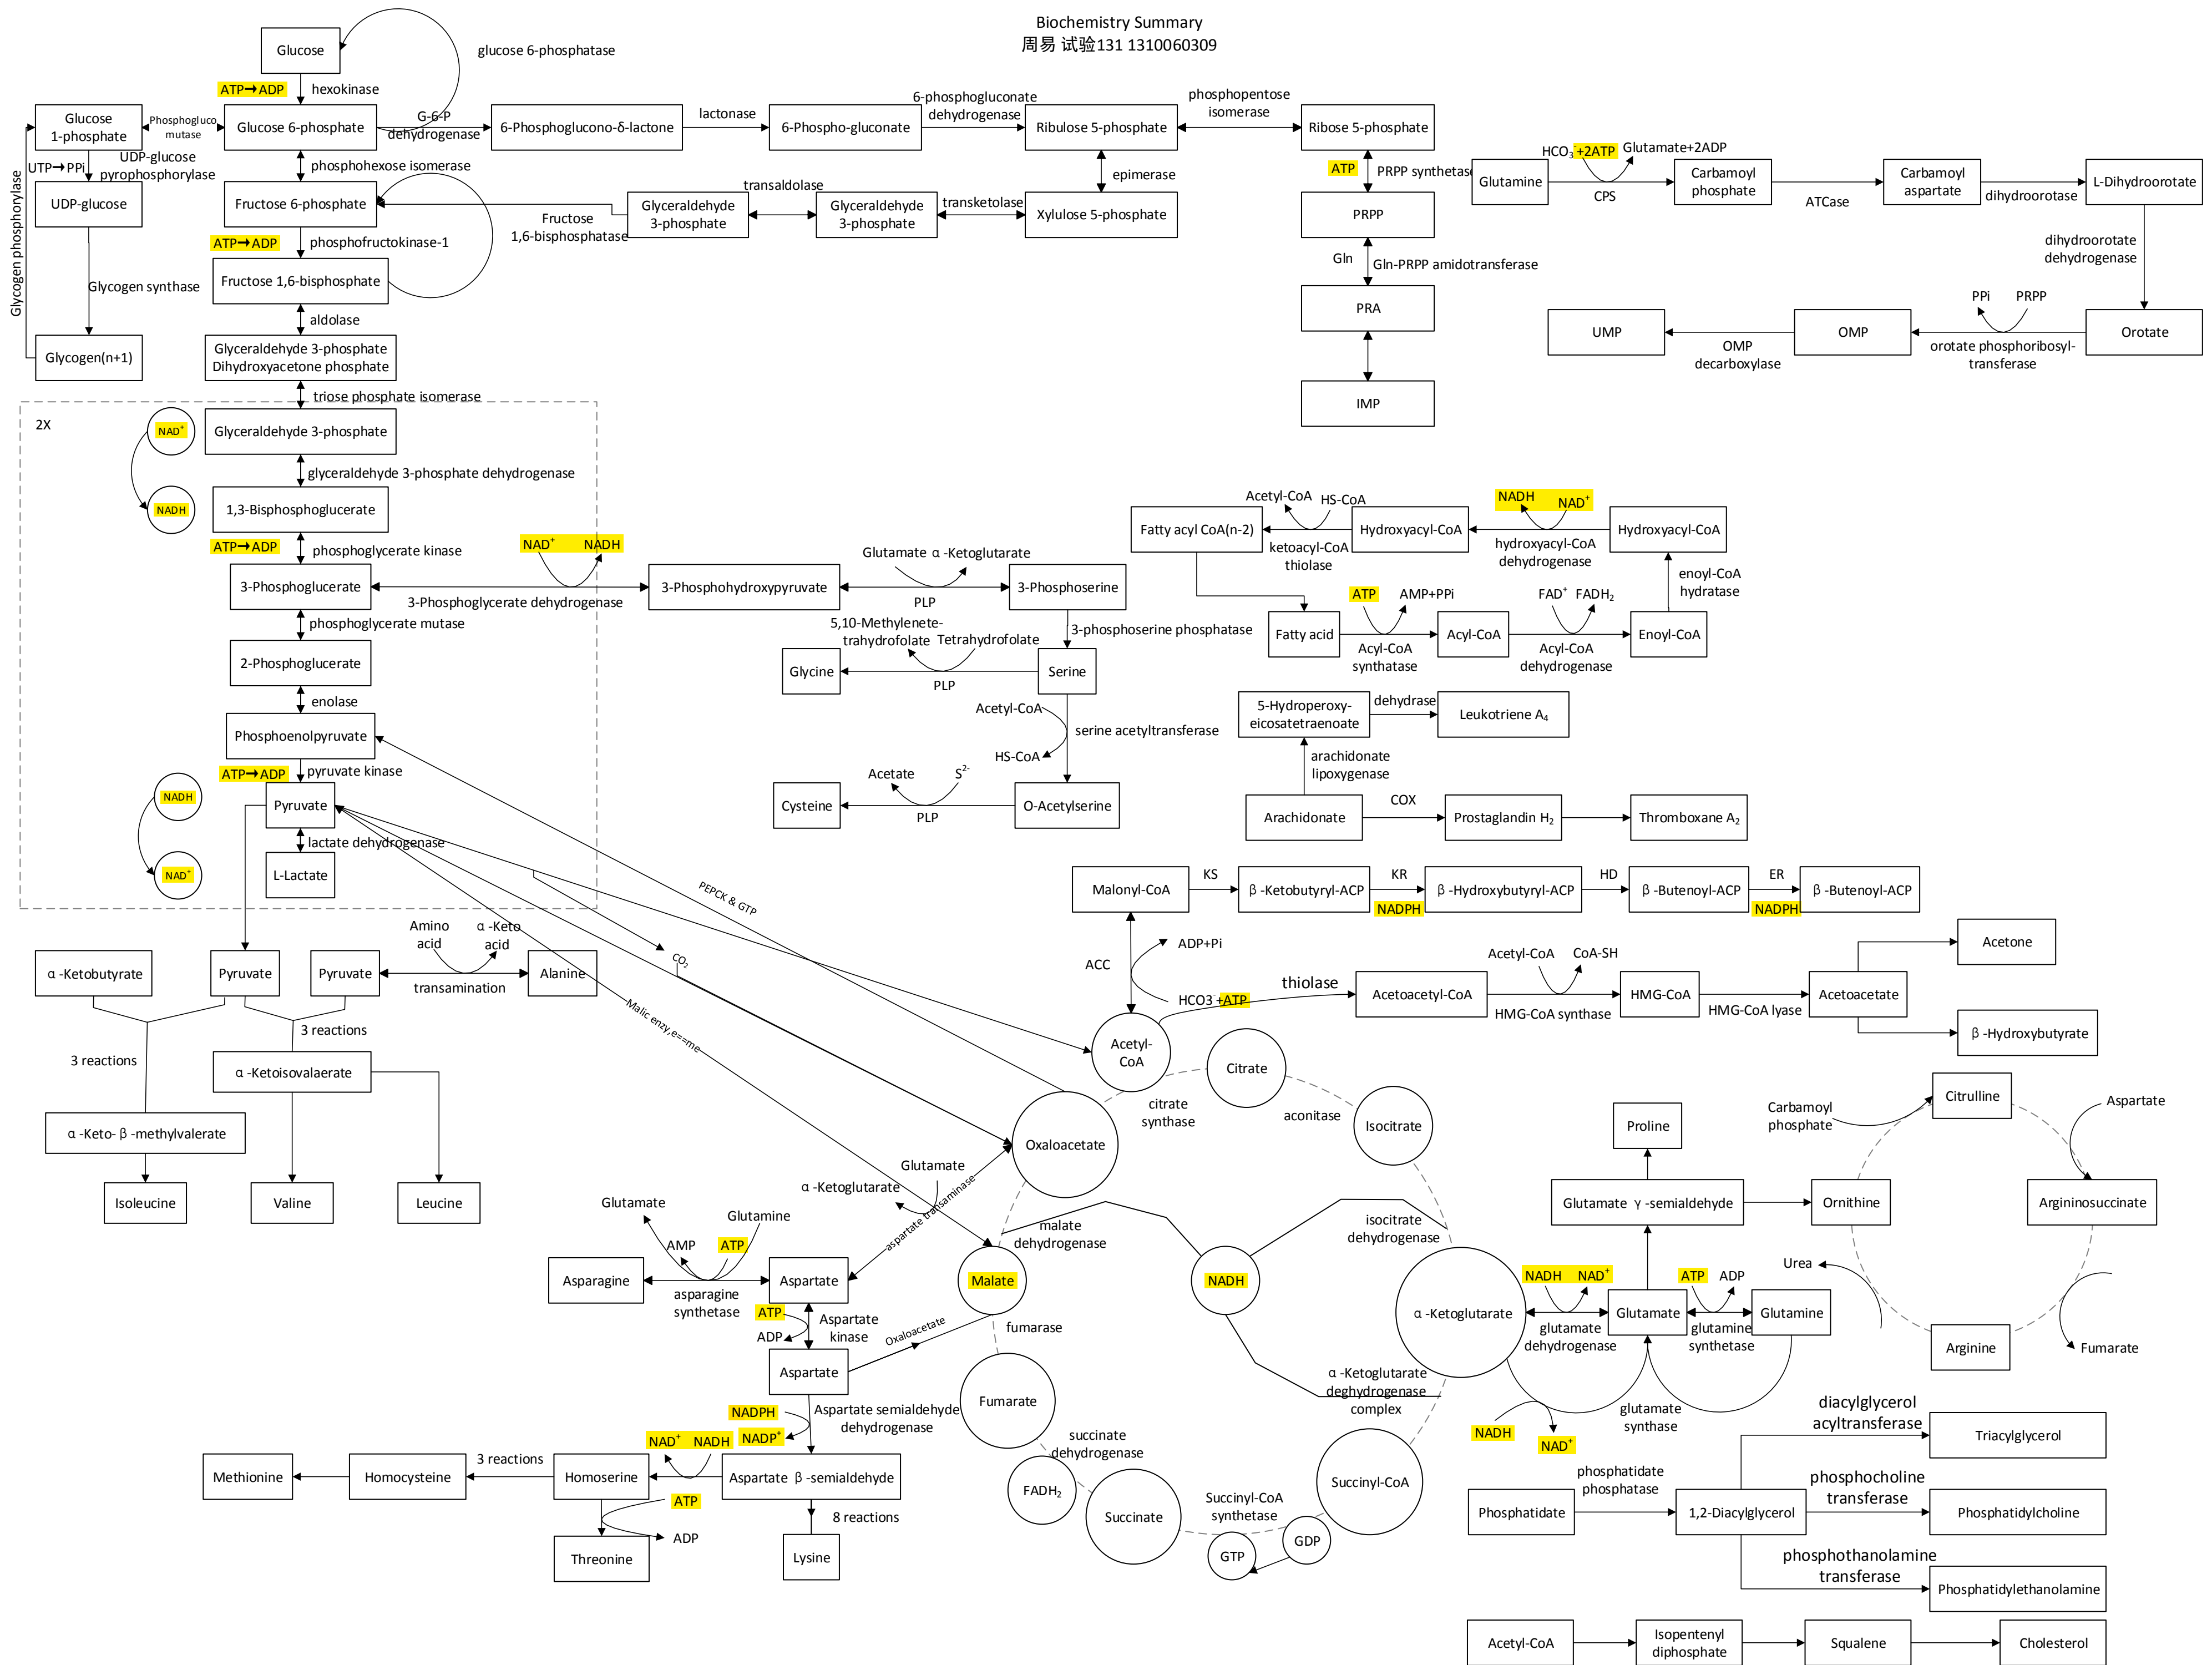 Biochemistry Summary
周易 试验131 1310060309
Glucose
glucose 6-phosphatase
ATP→ADP
hexokinase
Glucose
1-phosphate
Phosphogluco
mutase
Glucose 6-phosphate
G-6-P
dehydrogenase
6-Phosphoglucono-δ-lactone
lactonase
6-Phospho-gluconate
6-phosphogluconate
dehydrogenase
Ribulose 5-phosphate
phosphopentose
isomerase
Ribose 5-phosphate
UTP→PPi
UDP-glucose
pyrophosphorylase
phosphohexose isomerase
UDP-glucose
Fructose 6-phosphate
Fructose
1,6-bisphosphatase
Glyceraldehyde
3-phosphate
transaldolase
Glyceraldehyde
3-phosphate
transketolase
Xylulose 5-phosphate
epimerase
ATP
PRPP synthetase
PRPP
Gln
Gln-PRPP amidotransferase
PRA
IMP
Glutamine
HCO3-+2ATP
Glutamate+2ADP
CPS
Carbamoyl
phosphate
ATCase
Carbamoyl
aspartate
dihydroorotase
L-Dihydroorotate
dihydroorotate
dehydrogenase
Orotate
PPi
PRPP
orotate phosphoribosyl-
transferase
OMP
OMP
decarboxylase
UMP
Glycogen phosphorylase
Glycogen synthase
Glycogen(n+1)
ATP→ADP
phosphofructokinase-1
Fructose 1,6-bisphosphate
aldolase
Glyceraldehyde 3-phosphate
Dihydroxyacetone phosphate
triose phosphate isomerase
2X
NAD+
Glyceraldehyde 3-phosphate
glyceraldehyde 3-phosphate dehydrogenase
NADH
1,3-Bisphosphoglucerate
ATP→ADP
phosphoglycerate kinase
3-Phosphoglucerate
NAD+
NADH
3-Phosphoglycerate dehydrogenase
3-Phosphohydroxypyruvate
Glutamate
α-Ketoglutarate
PLP
3-Phosphoserine
phosphoglycerate mutase
2-Phosphoglucerate
enolase
Phosphoenolpyruvate
ATP→ADP
pyruvate kinase
NADH
Pyruvate
lactate dehydrogenase
NAD+
L-Lactate
3-phosphoserine phosphatase
5,10-Methylenete-
trahydrofolate
Tetrahydrofolate
Glycine
PLP
Serine
Acetyl-CoA
HS-CoA
serine acetyltransferase
Cysteine
Acetate
S2-
PLP
O-Acetylserine
Fatty acyl CoA(n-2)
Acetyl-CoA
HS-CoA
ketoacyl-CoA
thiolase
Hydroxyacyl-CoA
NADH
NAD+
hydroxyacyl-CoA
dehydrogenase
Hydroxyacyl-CoA
enoyl-CoA
hydratase
Fatty acid
ATP
AMP+PPi
Acyl-CoA
synthatase
Acyl-CoA
FAD+
FADH2
Acyl-CoA
dehydrogenase
Enoyl-CoA
5-Hydroperoxy-
eicosatetraenoate
dehydrase
Leukotriene A4
arachidonate
lipoxygenase
Arachidonate
COX
Prostaglandin H2
Thromboxane A2
Malonyl-CoA
KS
β-Ketobutyryl-ACP
KR
NADPH
β-Hydroxybutyryl-ACP
HD
β-Butenoyl-ACP
ER
NADPH
β-Butenoyl-ACP
ACC
ADP+Pi
HCO3-+ATP
thiolase
Acetoacetyl-CoA
Acetyl-CoA
CoA-SH
HMG-CoA synthase
HMG-CoA
HMG-CoA lyase
Acetoacetate
Acetone
β-Hydroxybutyrate
PEPCK & GTP
CO2
Malic enzy,e==me
α-Ketobutyrate
Pyruvate
Pyruvate
Amino
acid
α-Keto
acid
transamination
Alanine
3 reactions
3 reactions
α-Ketoisovalaerate
α-Keto-β-methylvalerate
Isoleucine
Valine
Leucine
Acetyl-
CoA
Citrate
citrate
synthase
aconitase
Isocitrate
Oxaloacetate
isocitrate
dehydrogenase
malate
dehydrogenase
NADH
Malate
fumarase
Fumarate
succinate
dehydrogenase
FADH2
Succinate
Succinyl-CoA
synthetase
GTP
GDP
Succinyl-CoA
α-Ketoglutarate
deghydrogenase
complex
α-Ketoglutarate
Glutamate
α-Ketoglutarate
aspartate transaminase
Glutamate
Glutamine
AMP
ATP
Asparagine
asparagine
synthetase
Aspartate
ATP
ADP
Aspartate
kinase
Aspartate
Oxaloacetate
NADPH
NADP+
Aspartate semialdehyde
dehydrogenase
Methionine
Homocysteine
3 reactions
Homoserine
NAD+
NADH
Aspartate β-semialdehyde
ATP
ADP
Threonine
8 reactions
Lysine
Proline
Glutamate γ-semialdehyde
Ornithine
Carbamoyl
phosphate
Citrulline
Aspartate
Argininosuccinate
Urea
Arginine
Fumarate
NADH
NAD+
glutamate
dehydrogenase
Glutamate
ATP
ADP
glutamine
synthetase
Glutamine
NADH
NAD+
glutamate
synthase
Phosphatidate
phosphatidate
phosphatase
1,2-Diacylglycerol
diacylglycerol
acyltransferase
Triacylglycerol
phosphocholine
transferase
Phosphatidylcholine
phosphothanolamine
transferase
Phosphatidylethanolamine
Acetyl-CoA
Isopentenyl
diphosphate
Squalene
Cholesterol